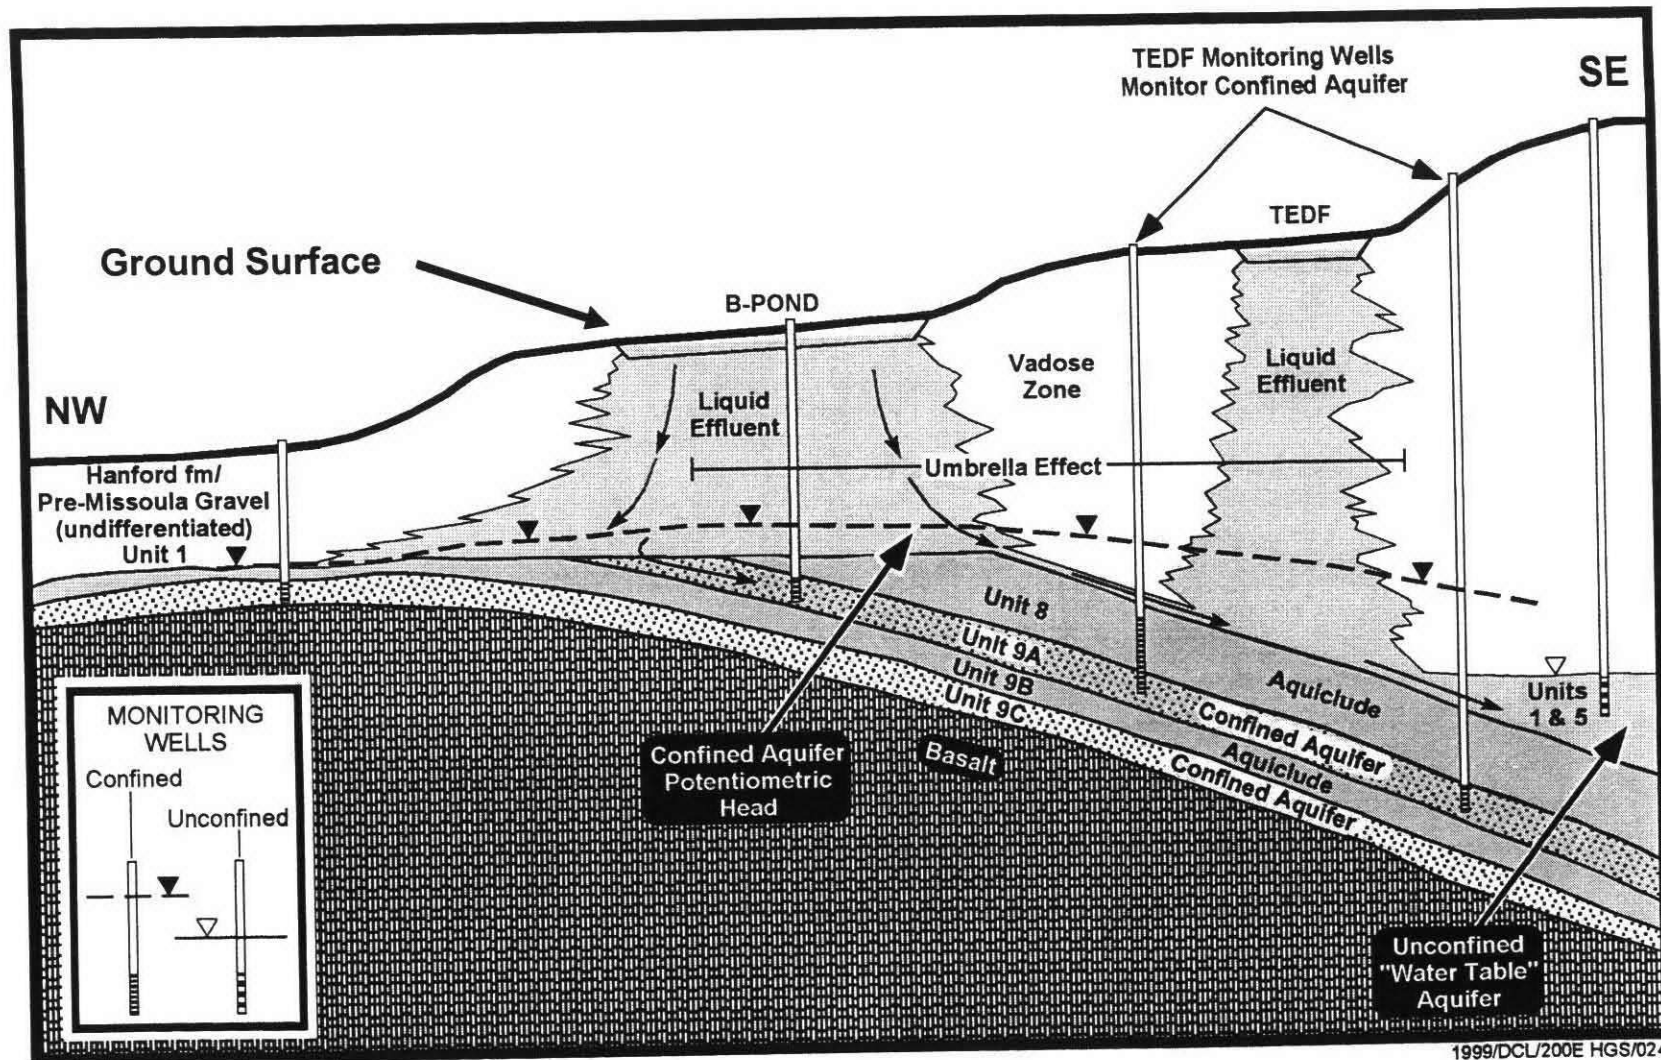 TEDF Monitoring Wells
Monitor Confined Aquifer
SE
TEDF
Ground Surface
B-POND
Vadose
Zone
Liquid
Effluent
NW
Liquid
Effluent
Umbrella Effect
Hanford fm/
Pre-Missoula Gravel
(undifferentiated)
Unit 1
Unit 8
Unit 9A
Unit 9B
Unit 9C
Aquiclude
Confined Aquifer
Aquiclude
Confined Aquifer
Units
1 & 5
Basalt
Confined Aquifer
Potentiometric
Head
MONITORING
WELLS
Confined
Unconfined
Unconfined
"Water Table"
Aquifer
1999/DCL/200E HGS/024